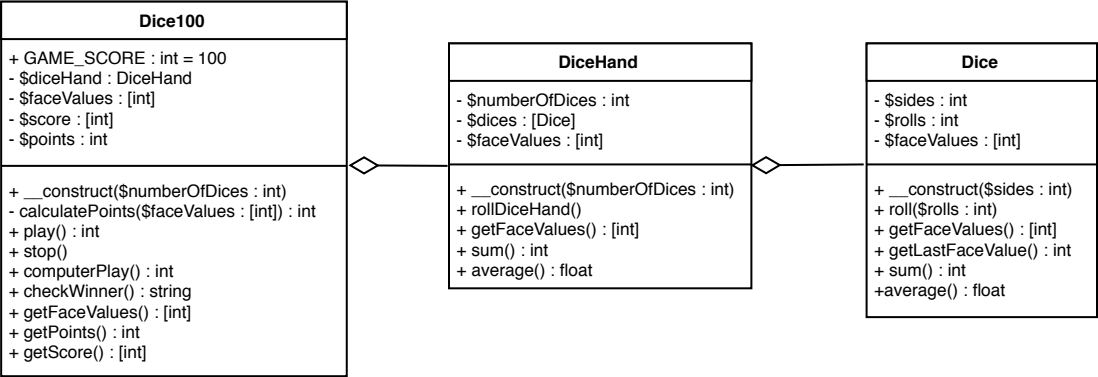 Dice100
+ GAME_SCORE : int = 100
- $diceHand : DiceHand
- $faceValues : [int]
- $score : [int]
- $points : int
+ __construct($numberOfDices : int)
- calculatePoints($faceValues : [int]) : int
+ play() : int
+ stop()
+ computerPlay() : int
+ checkWinner() : string
+ getFaceValues() : [int]
+ getPoints() : int
+ getScore() : [int]
DiceHand
- $numberOfDices : int
- $dices : [Dice]
- $faceValues : [int]
+ __construct($numberOfDices : int)
+ rollDiceHand()
+ getFaceValues() : [int]
+ sum() : int
+ average() : float
Dice
- $sides : int
- $rolls : int
- $faceValues : [int]
+ __construct($sides : int)
+ roll($rolls : int)
+ getFaceValues() : [int]
+ getLastFaceValue() : int
+ sum() : int
+average() : float